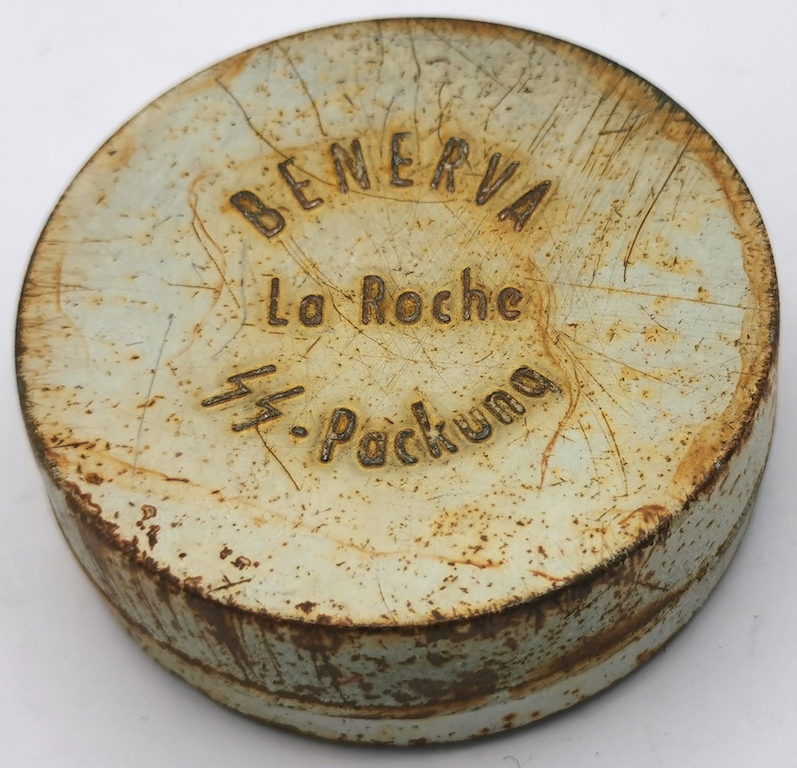 BENERVA
La Roche
ϟϟ-Packung